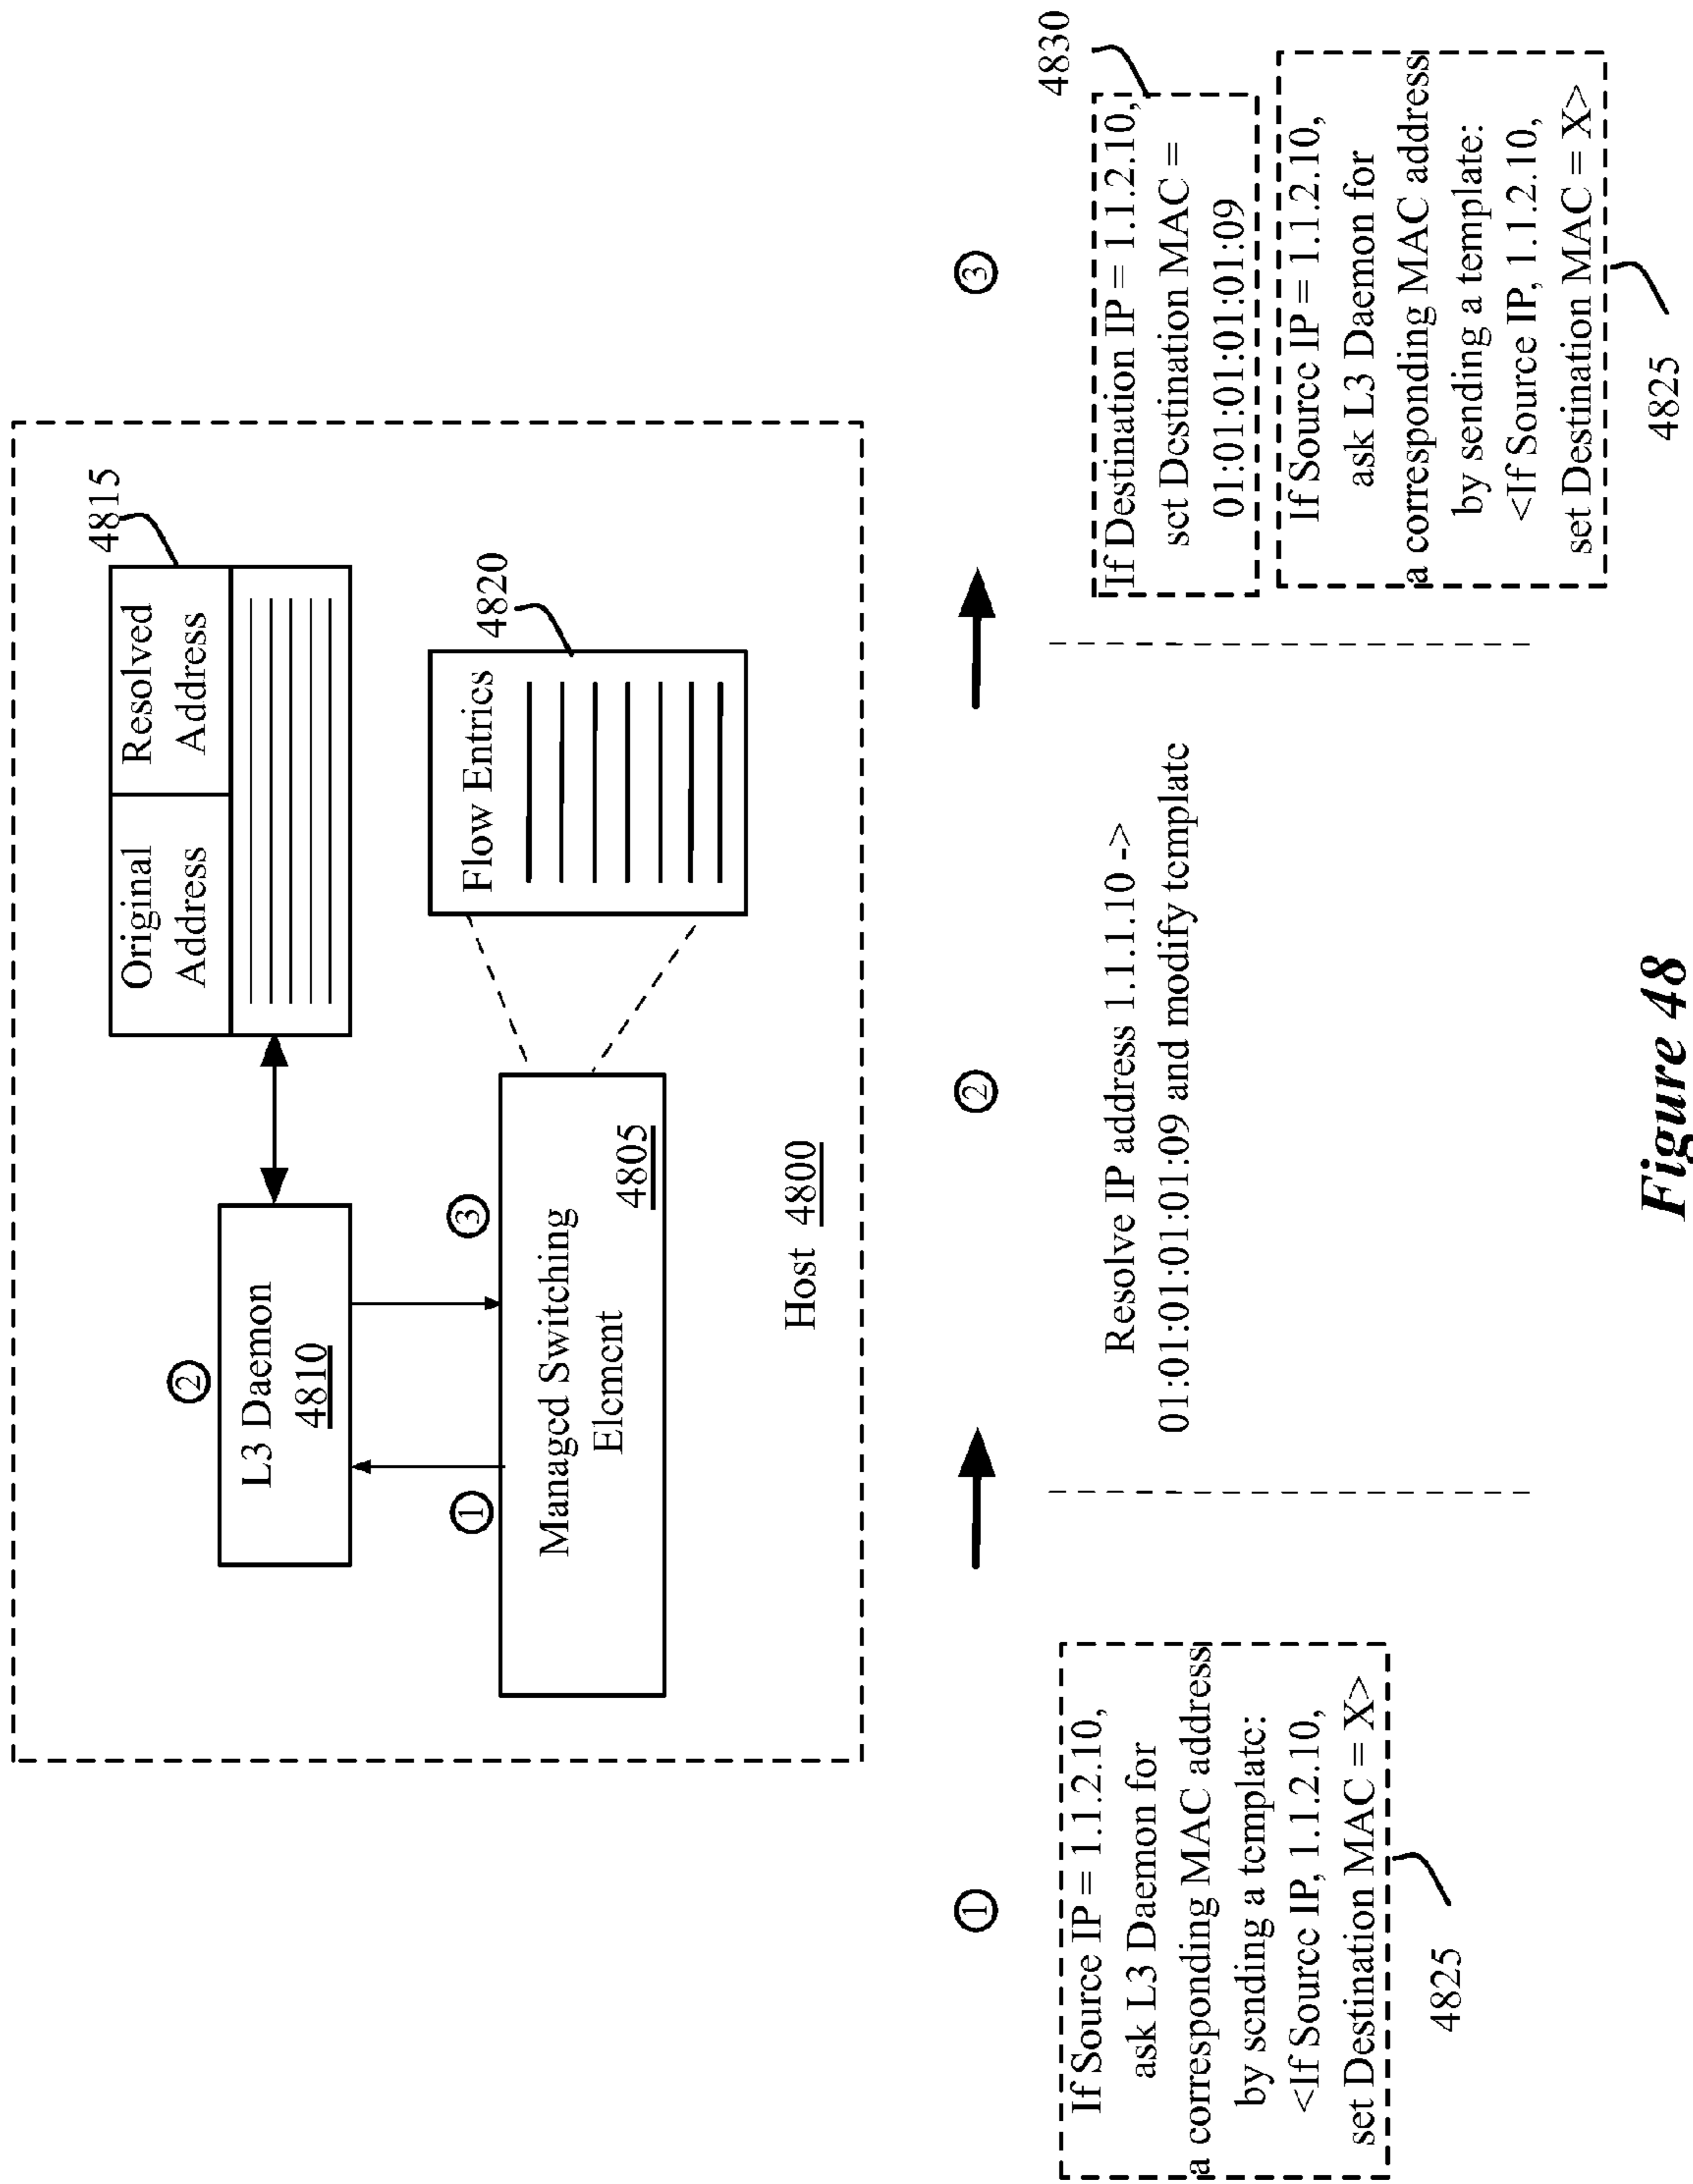 4815
Original
Address
Resolved
Address
②
L3 Daemon
4810
4820
Flow Entries
①
③
Managed Switching
Element
4805
Host 4800
①
②
③
If Source IP = 1.1.2.10,
ask L3 Daemon for
a corresponding MAC address
by sending a template:
<If Source IP, 1.1.2.10,
set Destination MAC = X>
4825
Resolve IP address 1.1.1.10 ->
01:01:01:01:01:09 and modify template
4830
If Destination IP = 1.1.2.10,
set Destination MAC =
01:01:01:01:01:09
If Source IP = 1.1.2.10,
ask L3 Daemon for
a corresponding MAC address
by sending a template:
<If Source IP, 1.1.2.10,
set Destination MAC = X>
4825
Figure 48